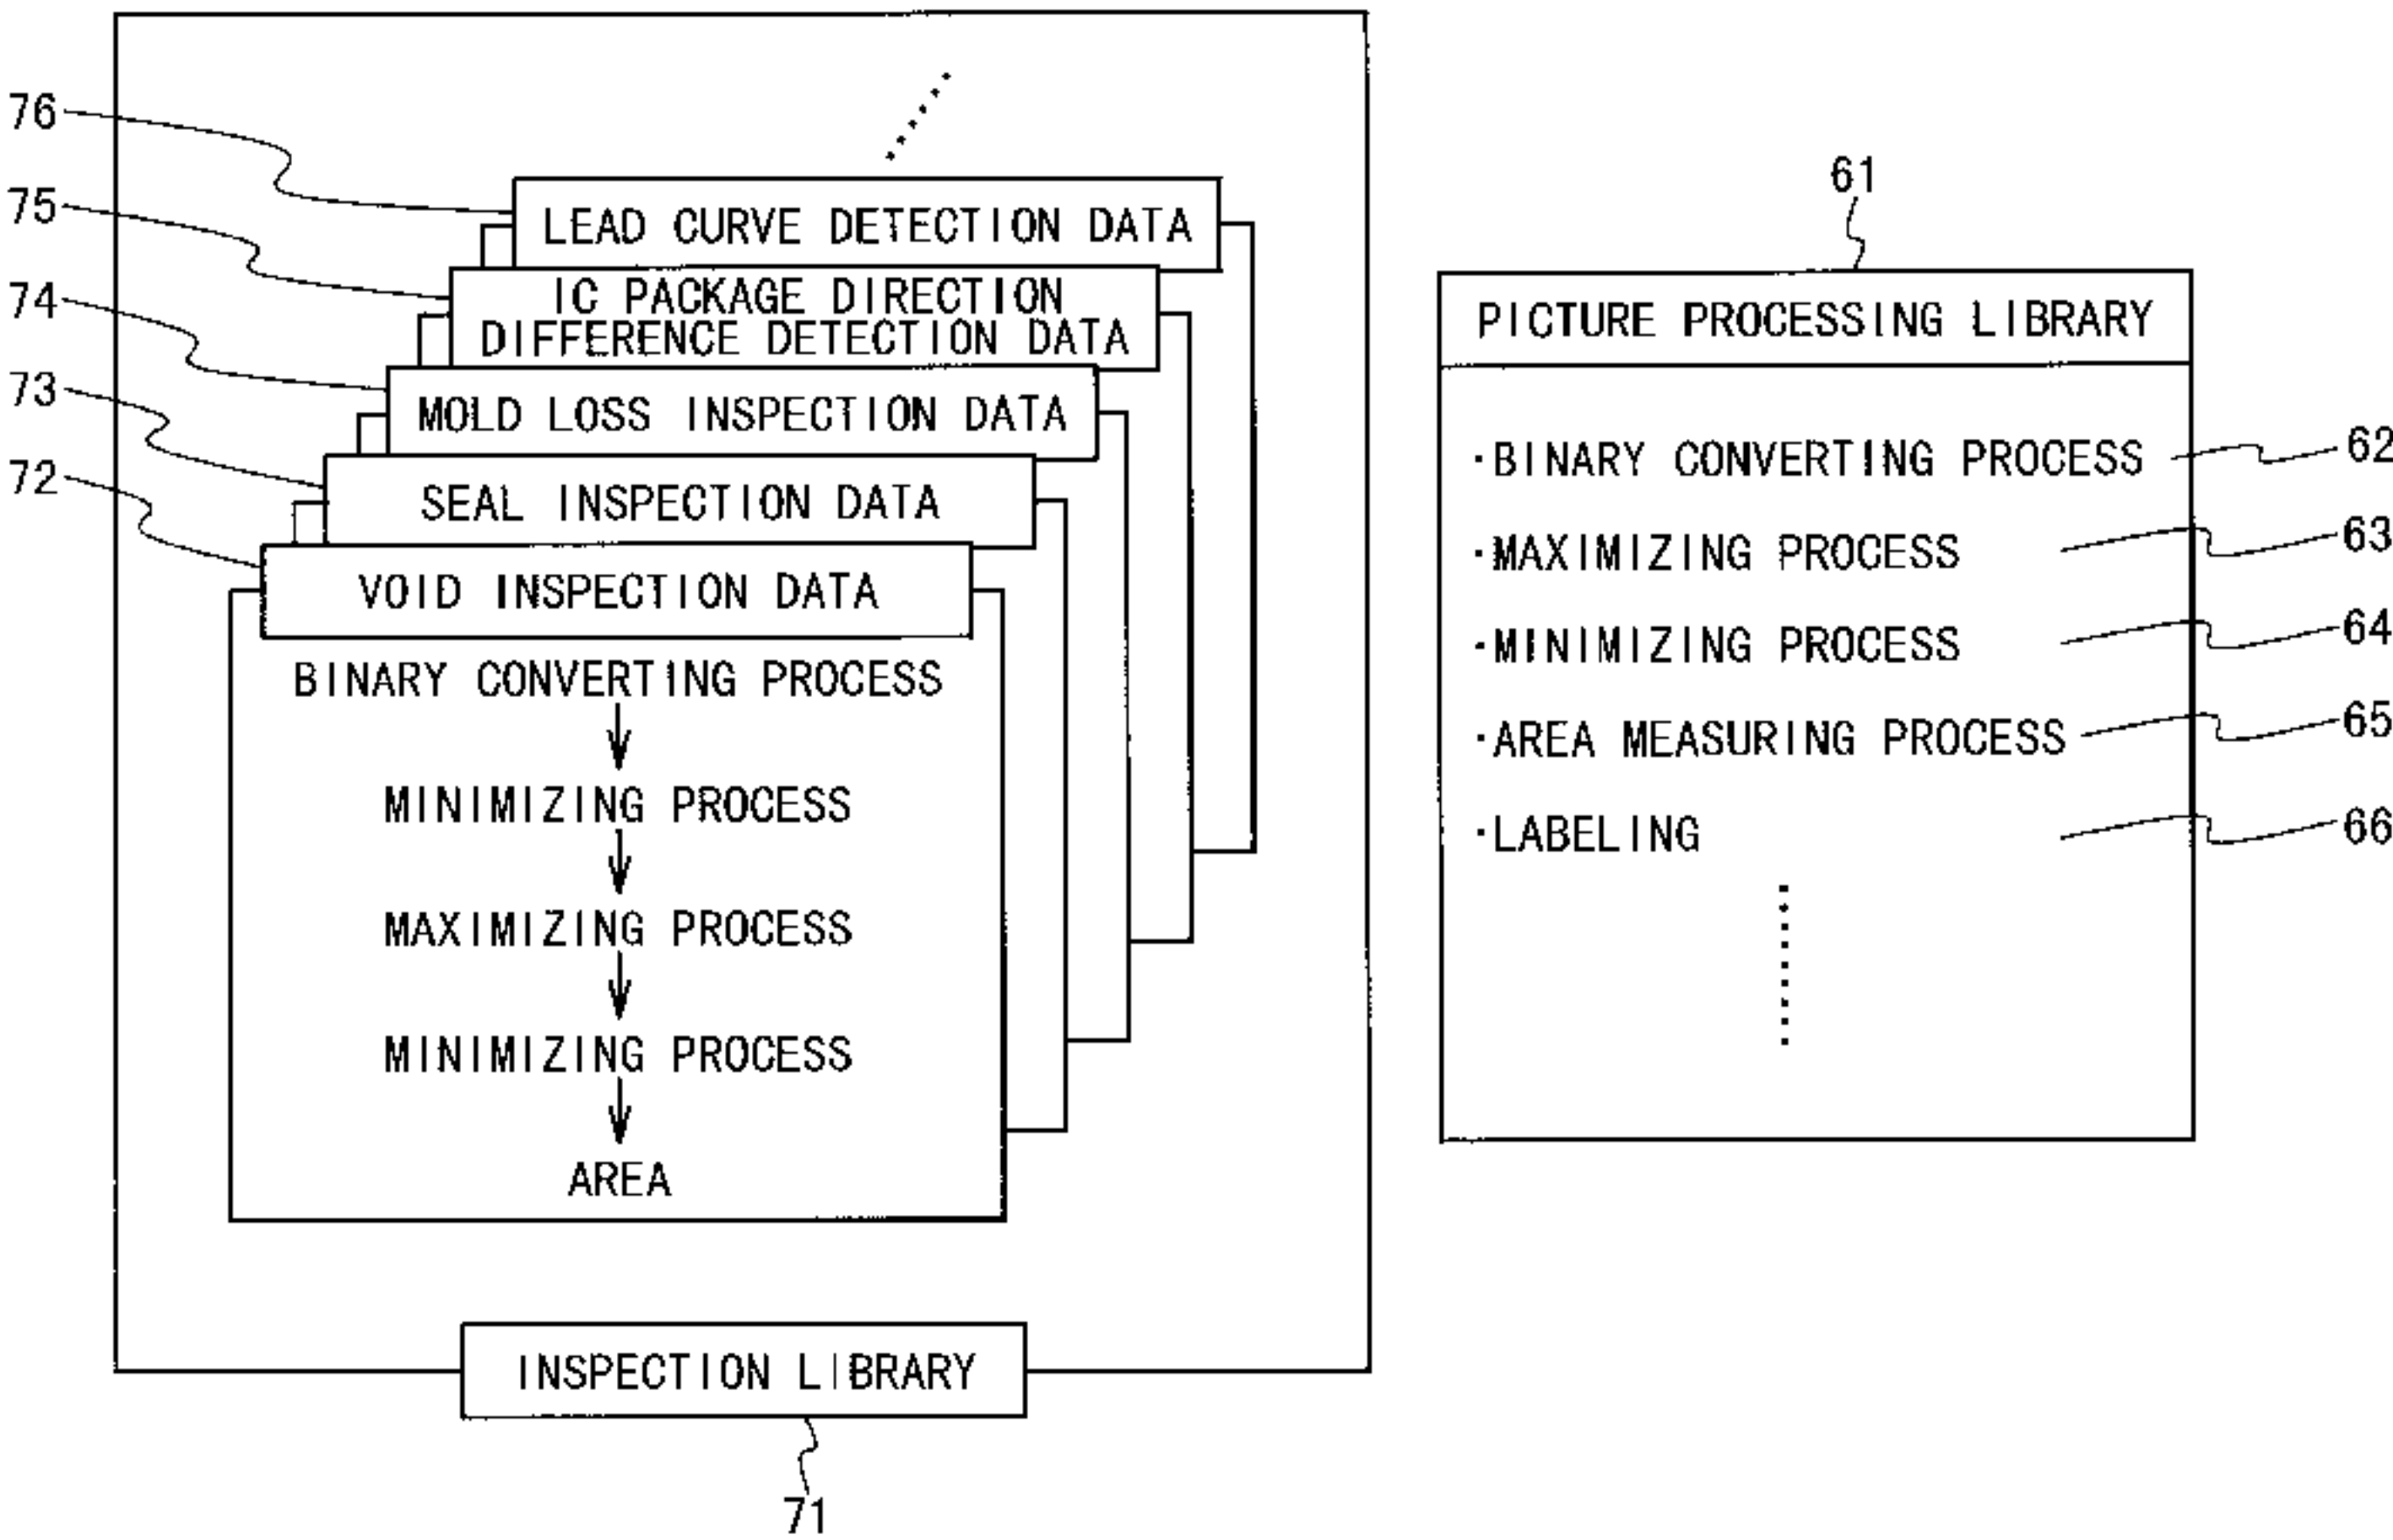 76
LEAD CURVE DETECTION DATA
75
IC PACKAGE DIRECTION
DIFFERENCE DETECTION DATA
74
MOLD LOSS INSPECTION DATA
73
SEAL INSPECTION DATA
72
VOID INSPECTION DATA
BINARY CONVERTING PROCESS
MINIMIZING PROCESS
MAXIMIZING PROCESS
MINIMIZING PROCESS
AREA
INSPECTION LIBRARY
71
61
PICTURE PROCESSING LIBRARY
·BINARY CONVERTING PROCESS 62
·MAXIMIZING PROCESS 63
·MINIMIZING PROCESS 64
·AREA MEASURING PROCESS 65
·LABELING 66